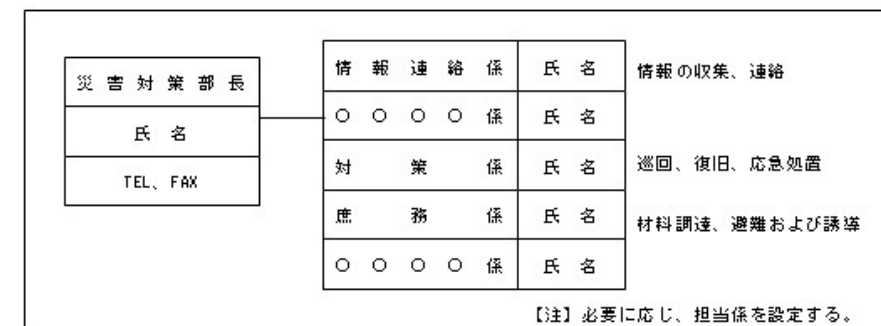 災害対策部長
氏名
TEL、FAX
情報連絡係 氏名 情報の収集、連絡
○○○○係 氏名
対策係 氏名 巡回、復旧、応急処置
庶務係 氏名 材料調達、避難および誘導
○○○○係 氏名
【注】必要に応じ、担当係を設定する。